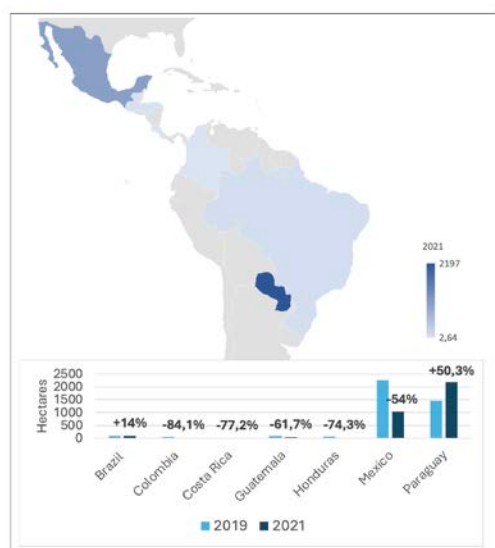 2021
2197
2,64
Hectares
2500
2000
1500
1000
500
0
+14%
-84,1%
-77,2%
-61,7%
-74,3%
-54%
+50,3%
Brazil
Colombia
Costa Rica
Guatemala
Honduras
Mexico
Paraguay
2019 2021